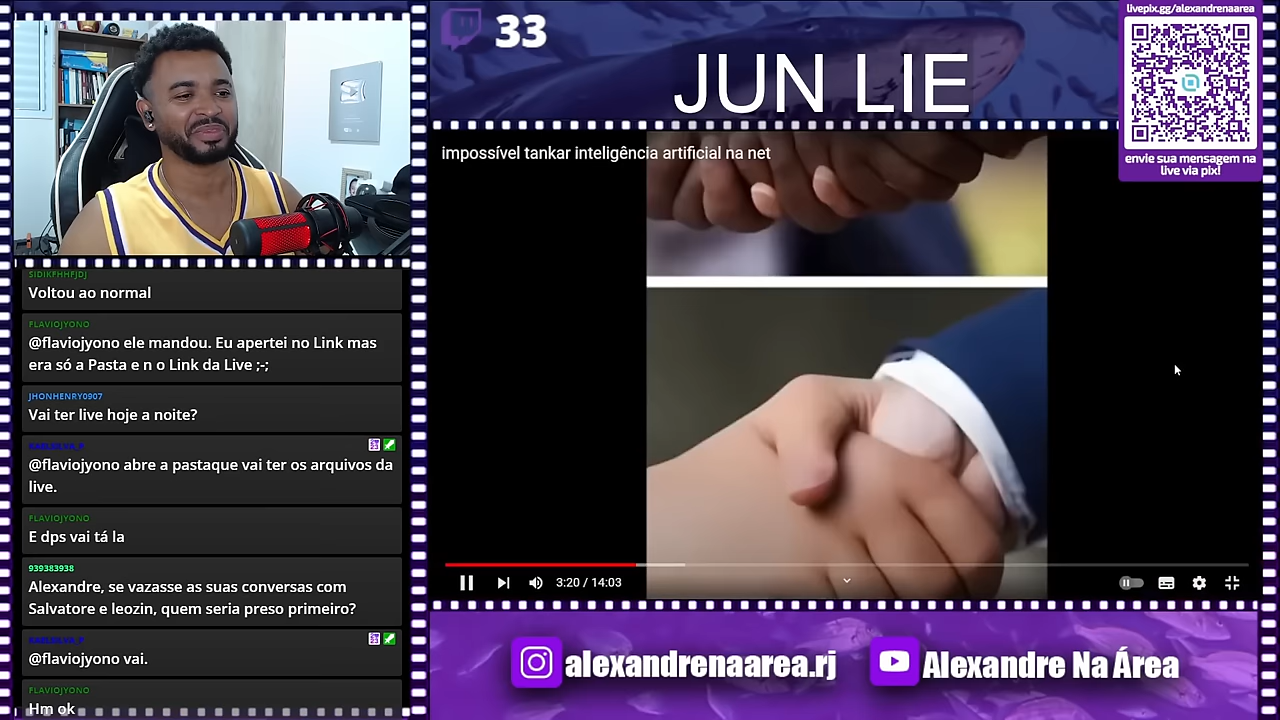 33
JUN LIE
livepix.gg/alexandrenaarea
envie sua mensagem na
live via pix!
impossível tankar inteligência artificial na net
SIDIKFHHFJDJ
Voltou ao normal
FLAVIOJYONO
@flaviojyono ele mandou. Eu apertei no Link mas
era só a Pasta e n o Link da Live ;-;
JHONHENRY0907
Vai ter live hoje a noite?
@flaviojyono abre a pastaque vai ter os arquivos da
live.
FLAVIOJYONO
E dps vai tá la
939383938
Alexandre, se vazasse as suas conversas com
Salvatore e leozin, quem seria preso primeiro?
@flaviojyono vai.
FLAVIOJYONO
Hm ok
3:20 / 14:03
alexandrenaarea.rj
Alexandre Na Área